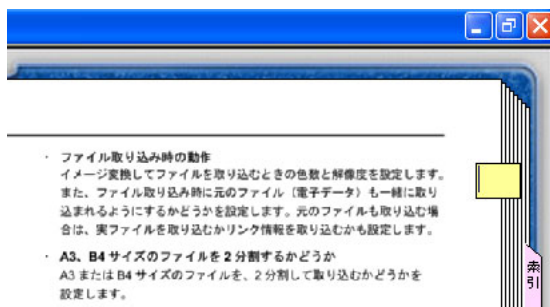 ・ ファイル取り込み時の動作
イメージ変換してファイルを取り込むときの色数と解像度を設定します。
また、ファイル取り込み時に元のファイル（電子データ）も一緒に取り
込まれるようにするかどうかを設定します。元のファイルも取り込む場
合は、実ファイルを取り込むかリンク情報を取り込むかも設定します。
・ A3、B4 サイズのファイルを2分割するかどうか
A3 または B4 サイズのファイルを、2分割して取り込むかどうかを
設定します。
索引